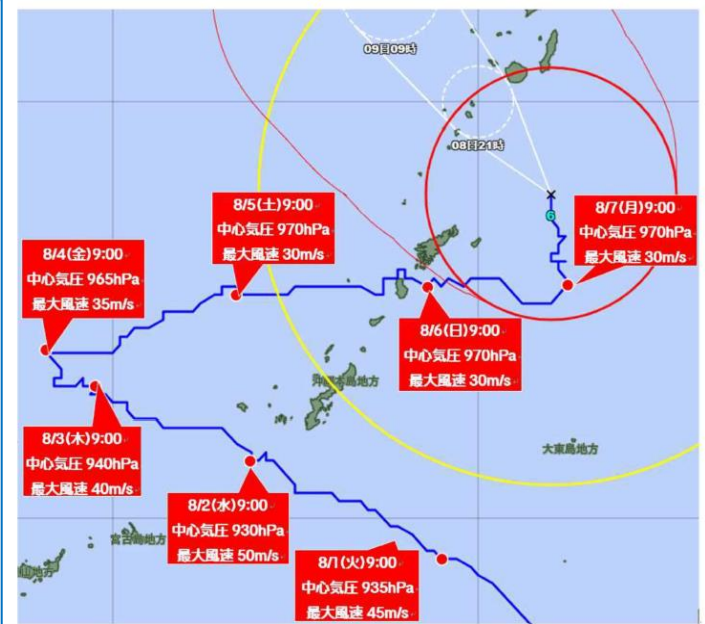 09日09時
08日21時
8/5(土)9:00
中心気圧 970hPa
最大風速 30m/s
8/7(月)9:00
中心気圧 970hPa
最大風速 30m/s
6
8/4(金)9:00
中心気圧 965hPa
最大風速 35m/s
8/6(日)9:00
中心気圧 970hPa
最大風速 30m/s
沖縄本島地方
8/3(木)9:00
中心気圧 940hPa
最大風速 40m/s
大東島地方
8/2(水)9:00
中心気圧 930hPa
最大風速 50m/s
宮古島地方
8/1(火)9:00
中心気圧 935hPa
最大風速 45m/s